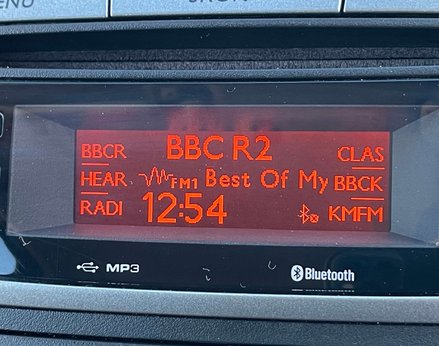 BBC R2
BBCR
CLAS
HEAR
FM1 Best Of My
BBCK
RADI
12:54
KMFM
MP3
Bluetooth